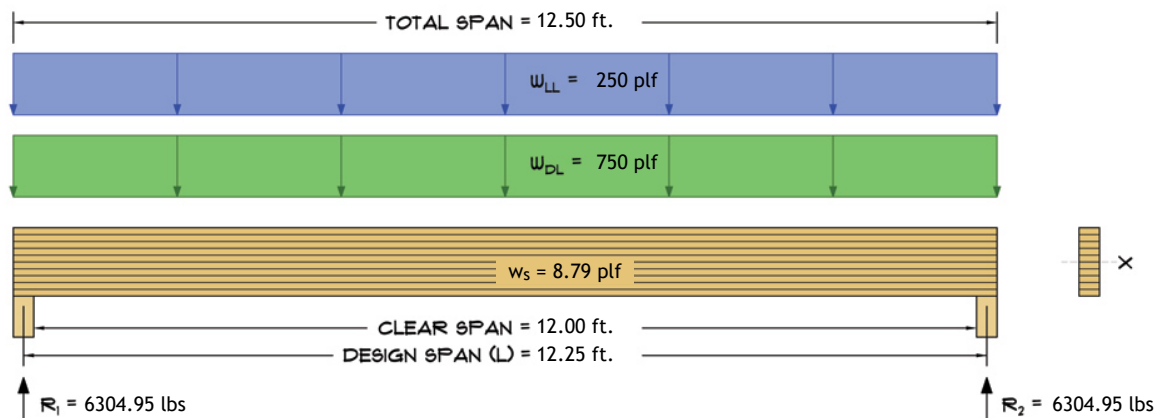 TOTAL SPAN = 12.50 ft.
WLL = 250 plf
WDL = 750 plf
ws = 8.79 plf
X
CLEAR SPAN = 12.00 ft.
DESIGN SPAN (L) = 12.25 ft.
R1 = 6304.95 lbs
R2 = 6304.95 lbs